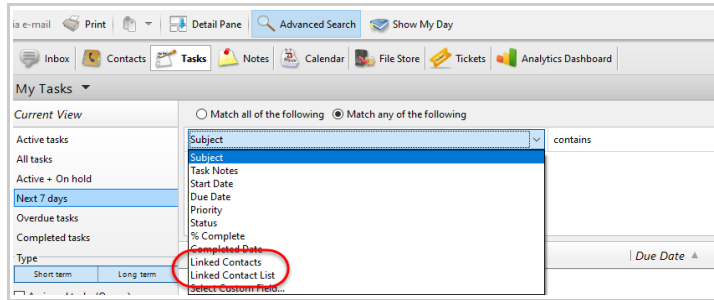 ia e-mail Print Detail Pane Advanced Search Show My Day
Inbox Contacts Tasks Notes Calendar File Store Tickets Analytics Dashboard
My Tasks
Current View
Match all of the following Match any of the following
Active tasks
All tasks
Active + On hold
Next 7 days
Overdue tasks
Completed tasks
Type
Short term Long term
Subject contains
Subject
Task Notes
Start Date
Due Date
Priority
Status
% Complete
Completed Date
Linked Contacts
Linked Contact List
Select Custom Field...
Due Date